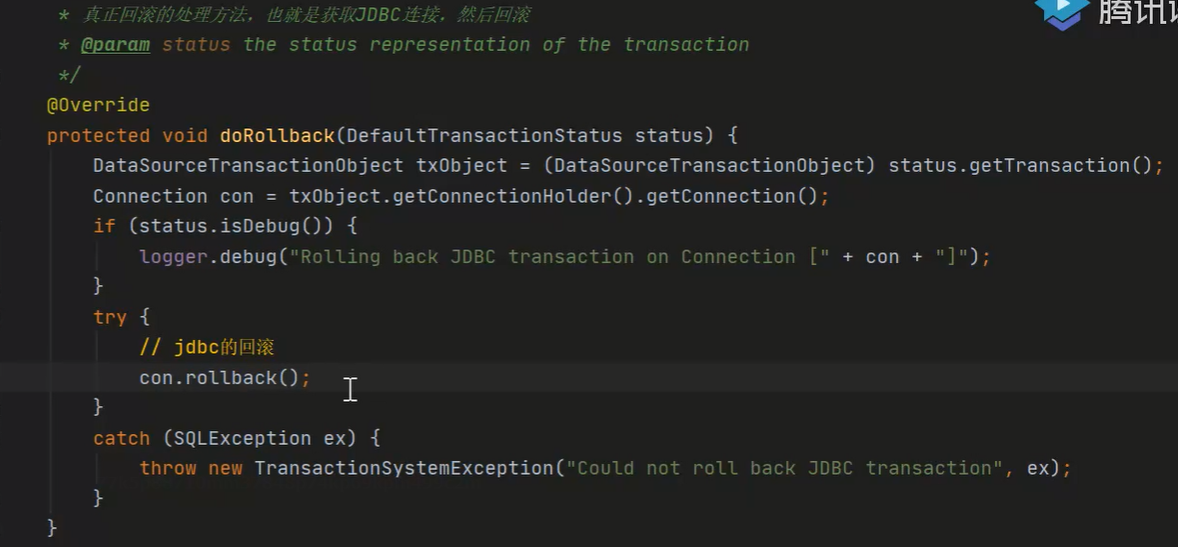 * 真正回滚的处理方法，也就是获取JDBC连接，然后回滚
腾讯
* @param status the status representation of the transaction
*/
@Override
protected void doRollback(DefaultTransactionStatus status) {
DataSourceTransactionObject txObject = (DataSourceTransactionObject) status.getTransaction();
Connection con = txObject.getConnectionHolder().getConnection();
if (status.isDebug()) {
logger.debug("Rolling back JDBC transaction on Connection [" + con + "]");
}
try {
// jdbc的回滚
con.rollback();
}
catch (SQLException ex) {
throw new TransactionSystemException("Could not roll back JDBC transaction", ex);
}
}